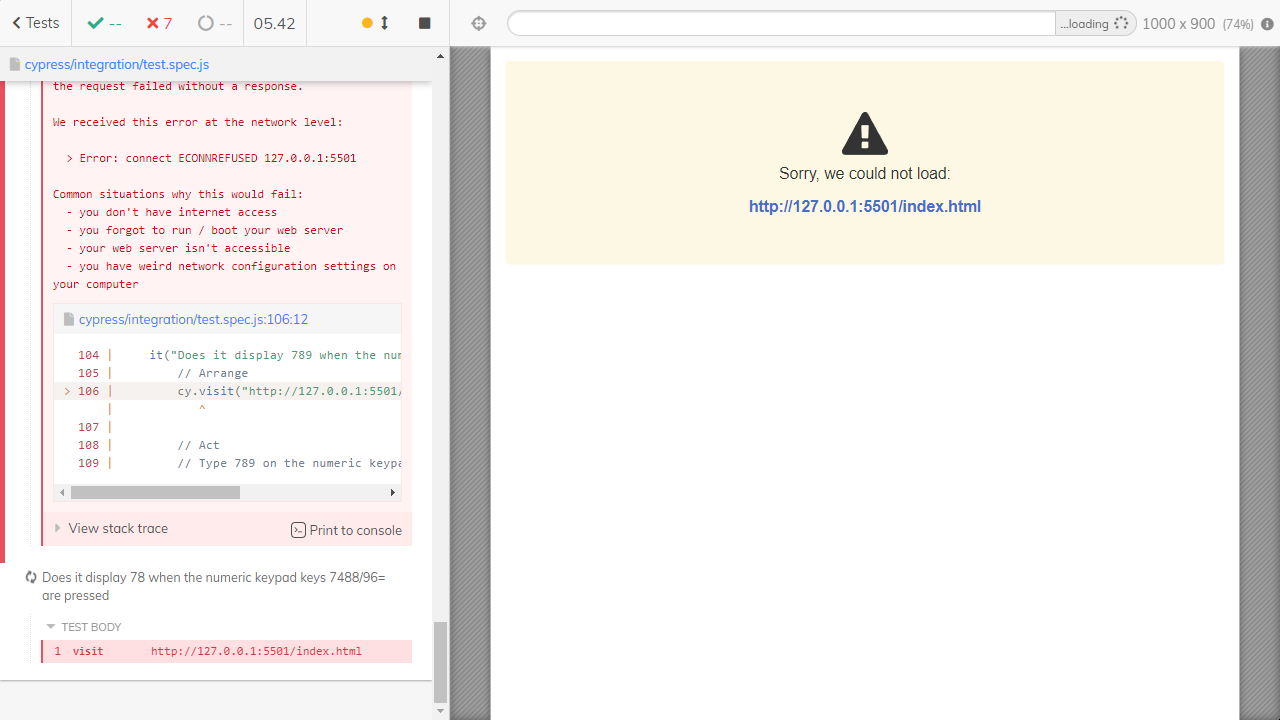 Tests
--
7
--
05.42
...loading
1000 x 900 (74%)
cypress/integration/test.spec.js
the request failed without a response.
We received this error at the network level:
> Error: connect ECONNREFUSED 127.0.0.1:5501
Common situations why this would fail:
- you don't have internet access
- you forgot to run / boot your web server
- your web server isn't accessible
- you have weird network configuration settings on
your computer
cypress/integration/test.spec.js:106:12
104 | it("Does it display 789 when the num
105 | // Arrange
> 106 | cy.visit("http://127.0.0.1:5501/
| ^
107 |
108 | // Act
109 | // Type 789 on the numeric keypa
View stack trace
Print to console
Does it display 78 when the numeric keypad keys 7488/96=
are pressed
TEST BODY
1 visit http://127.0.0.1:5501/index.html
Sorry, we could not load:
http://127.0.0.1:5501/index.html